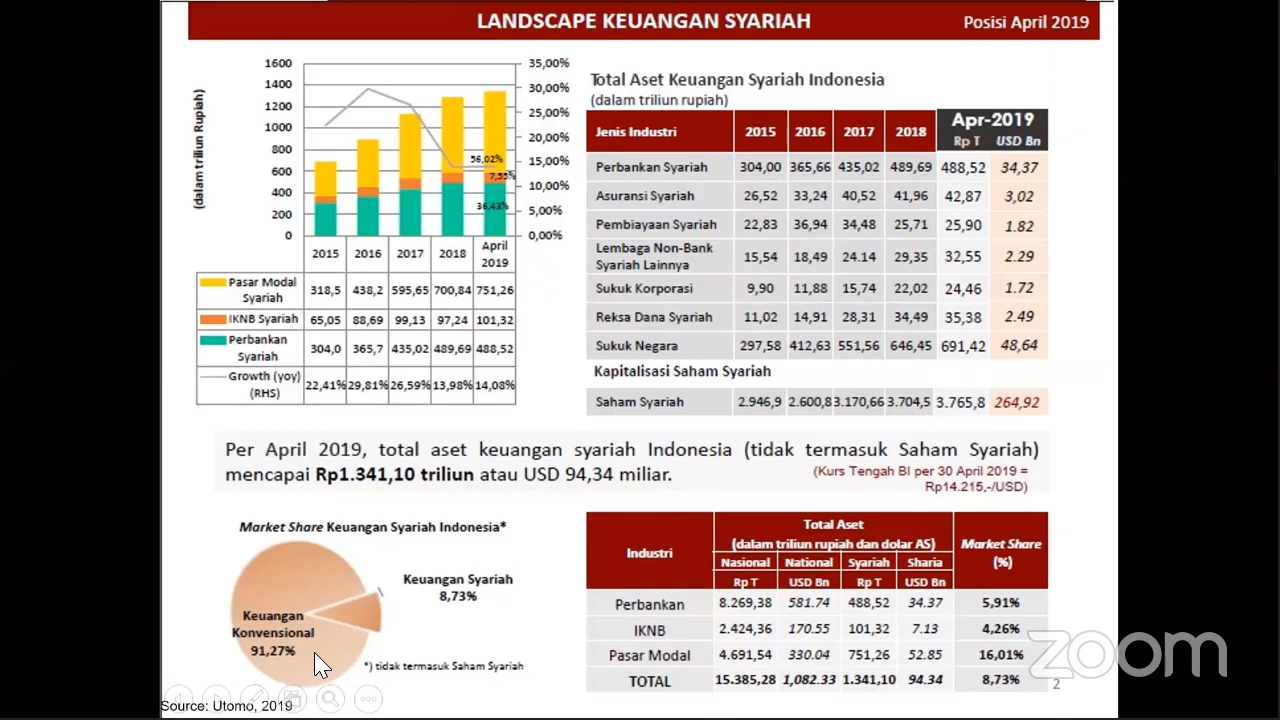 LANDSCAPE KEUANGAN SYARIAH
Posisi April 2019
(dalam triliun Rupiah)
1600
1400
1200
1000
800
600
400
200
0
35,00%
30,00%
25,00%
20,00%
15,00%
10,00%
5,00%
0,00%
56,02%
7,55%
36,43%
2015 2016 2017 2018 April 2019
Pasar Modal Syariah 318,5 438,2 595,65 700,84 751,26
IKNB Syariah 65,05 88,69 99,13 97,24 101,32
Perbankan Syariah 304,0 365,7 435,02 489,69 488,52
Growth (yoy) (RHS) 22,41% 29,81% 26,59% 13,98% 14,08%
Total Aset Keuangan Syariah Indonesia
(dalam triliun rupiah)
Jenis Industri 2015 2016 2017 2018 Apr-2019
Rp T USD Bn
Perbankan Syariah 304,00 365,66 435,02 489,69 488,52 34,37
Asuransi Syariah 26,52 33,24 40,52 41,96 42,87 3,02
Pembiayaan Syariah 22,83 36,94 34,48 25,71 25,90 1.82
Lembaga Non-Bank
Syariah Lainnya 15,54 18,49 24.14 29,35 32,55 2.29
Sukuk Korporasi 9,90 11,88 15,74 22,02 24,46 1.72
Reksa Dana Syariah 11,02 14,91 28,31 34,49 35,38 2.49
Sukuk Negara 297,58 412,63 551,56 646,45 691,42 48,64
Kapitalisasi Saham Syariah
Saham Syariah 2.946,9 2.600,8 3.170,66 3.704,5 3.765,8 264,92
Per April 2019, total aset keuangan syariah Indonesia (tidak termasuk Saham Syariah)
mencapai Rp1.341,10 triliun atau USD 94,34 miliar.
(Kurs Tengah BI per 30 April 2019 =
Rp14.215,-/USD)
Market Share Keuangan Syariah Indonesia*
Keuangan Syariah
8,73%
Keuangan
Konvensional
91,27%
*) tidak termasuk Saham Syariah
Industri
Total Aset
(dalam triliun rupiah dan dolar AS)
Market Share
(%)
Nasional National Syariah Sharia
Rp T USD Bn Rp T USD Bn
Perbankan 8.269,38 581.74 488,52 34.37 5,91%
IKNB 2.424,36 170.55 101,32 7.13 4,26%
Pasar Modal 4.691,54 330.04 751,26 52.85 16,01%
TOTAL 15.385,28 1,082.33 1.341,10 94.34 8,73%
zoom
2
Source: Utomo, 2019